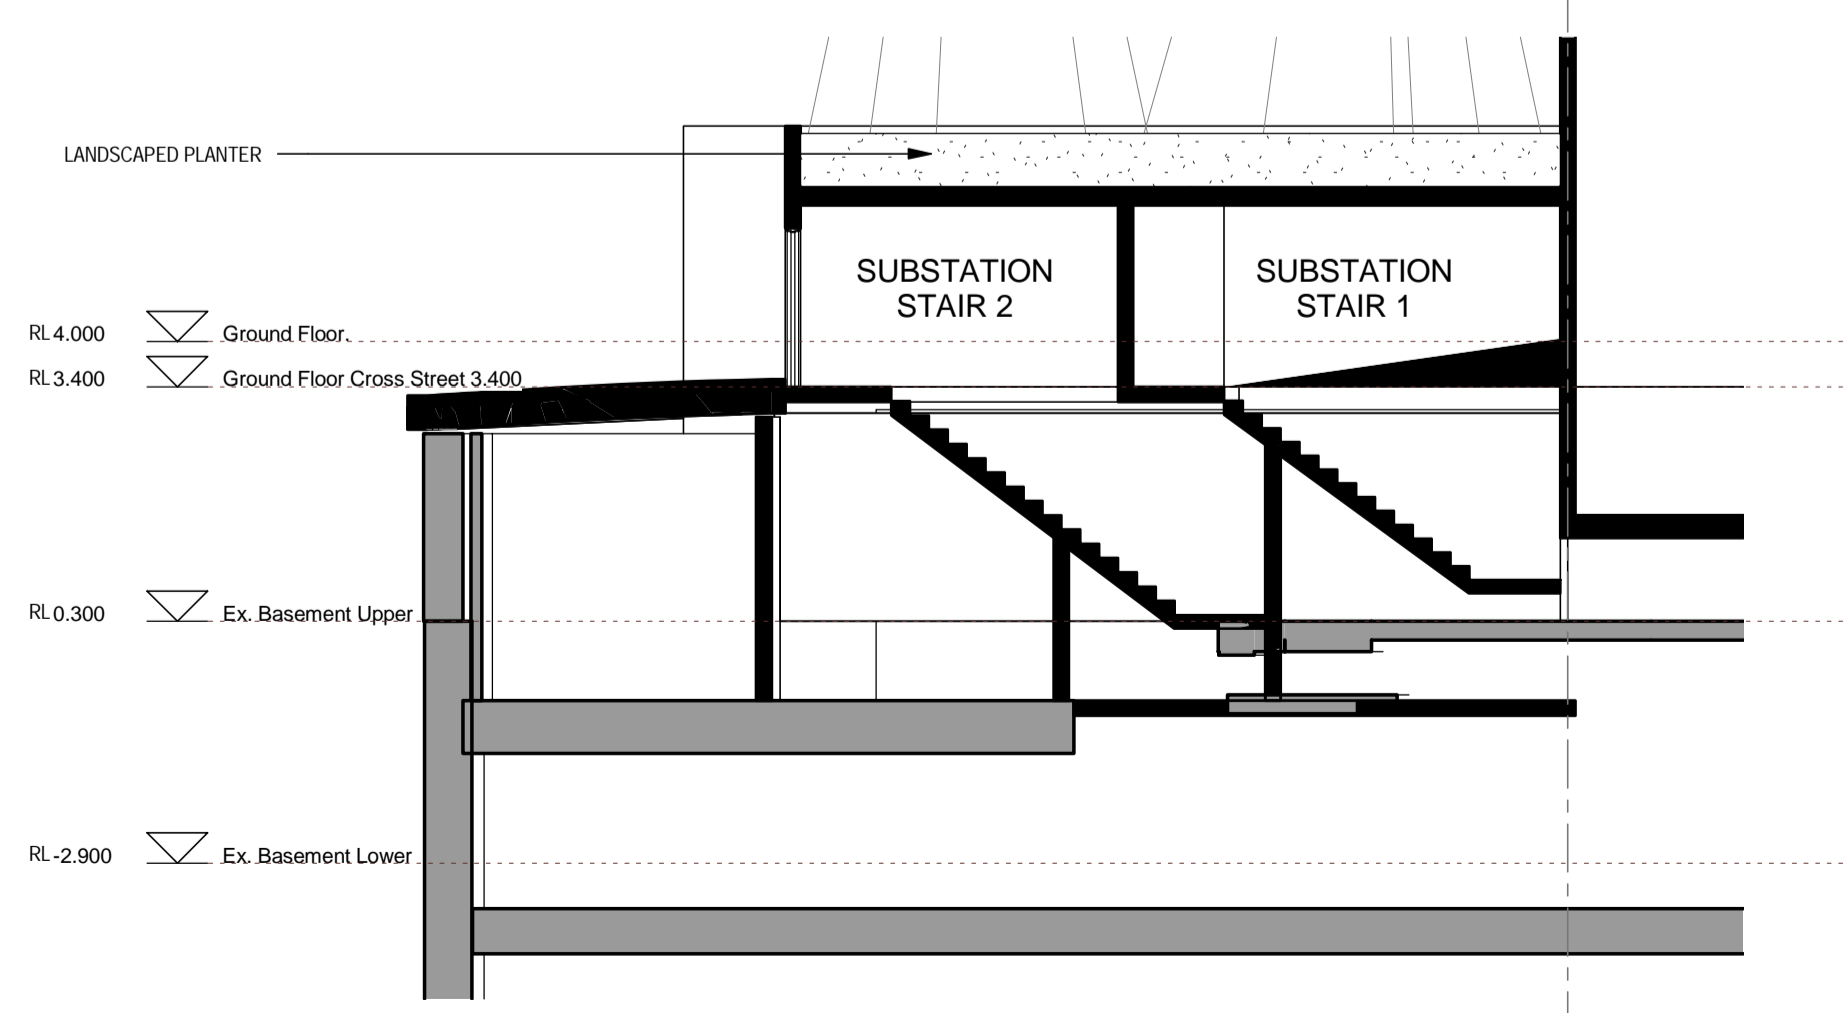 LANDSCAPED PLANTER
SUBSTATION
STAIR 2
SUBSTATION
STAIR 1
RL 4.000 Ground Floor.
RL 3.400 Ground Floor Cross Street 3.400
RL 0.300 Ex. Basement Upper
RL -2.900 Ex. Basement Lower